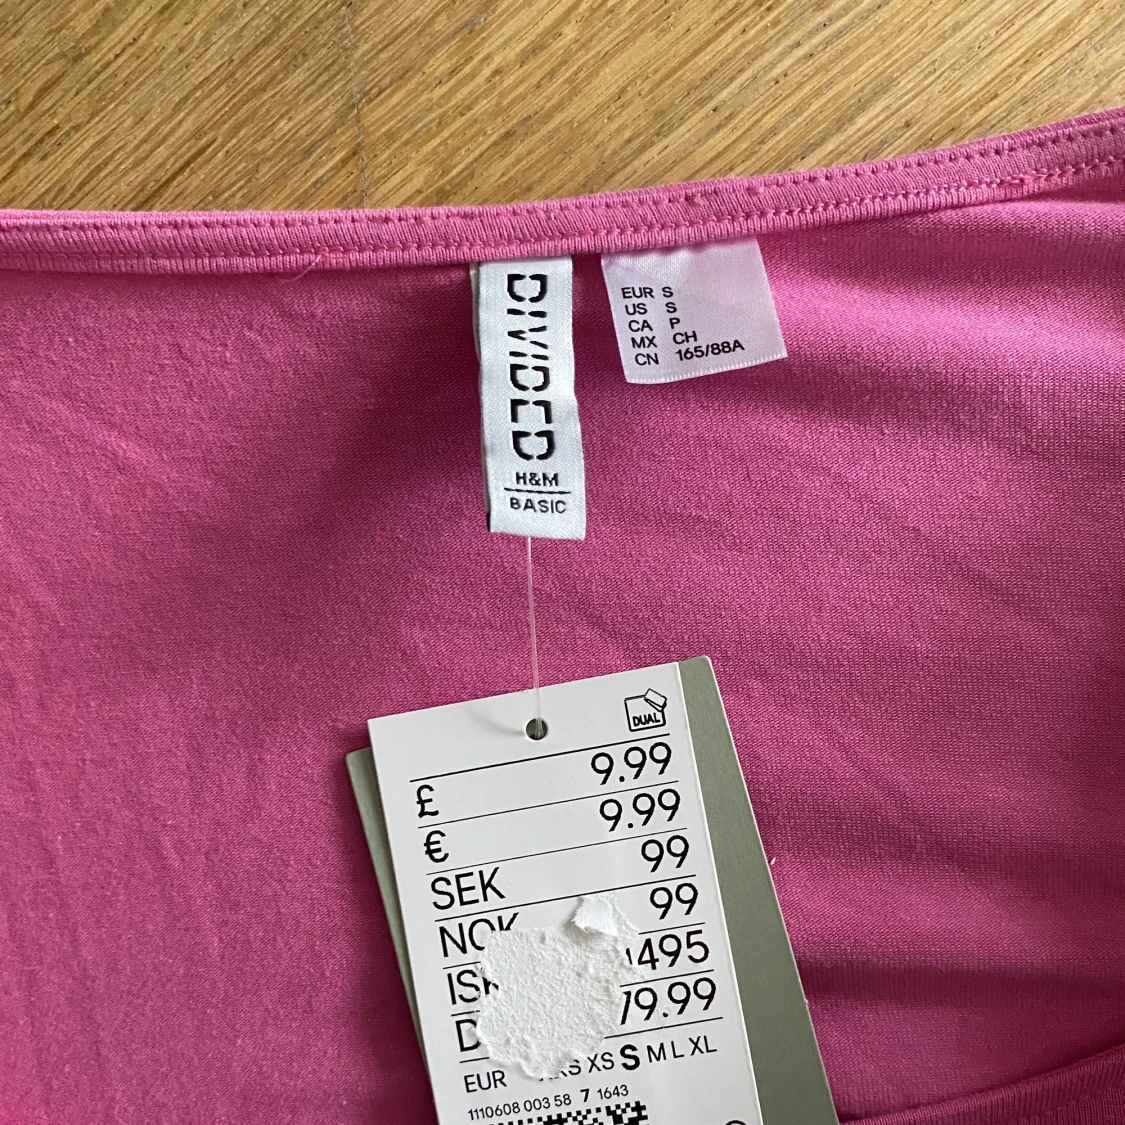 DIVIDED
H&M
BASIC
EUR S
US S
CA P
MX CH
CN 165/88A
DUAL
£ 9.99
€ 9.99
SEK 99
NOK 99
495
79.99
EUR XS S M L XL
1110608 003 58 7 1643